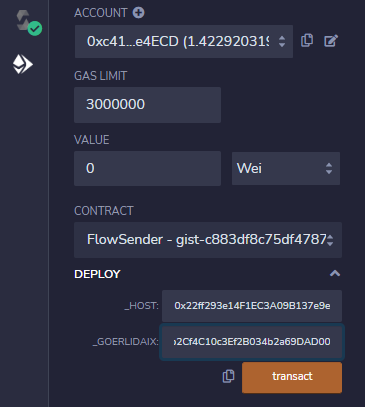 ACCOUNT
0xc41...e4ECD (1.422920319
GAS LIMIT
3000000
VALUE
0 Wei
CONTRACT
FlowSender - gist-c883df8c75df4787
DEPLOY
_HOST: 0x22ff293e14F1EC3A09B137e9e
_GOERLIDAIX: 2Cf4C10c3Ef2B034b2a69DAD00
transact